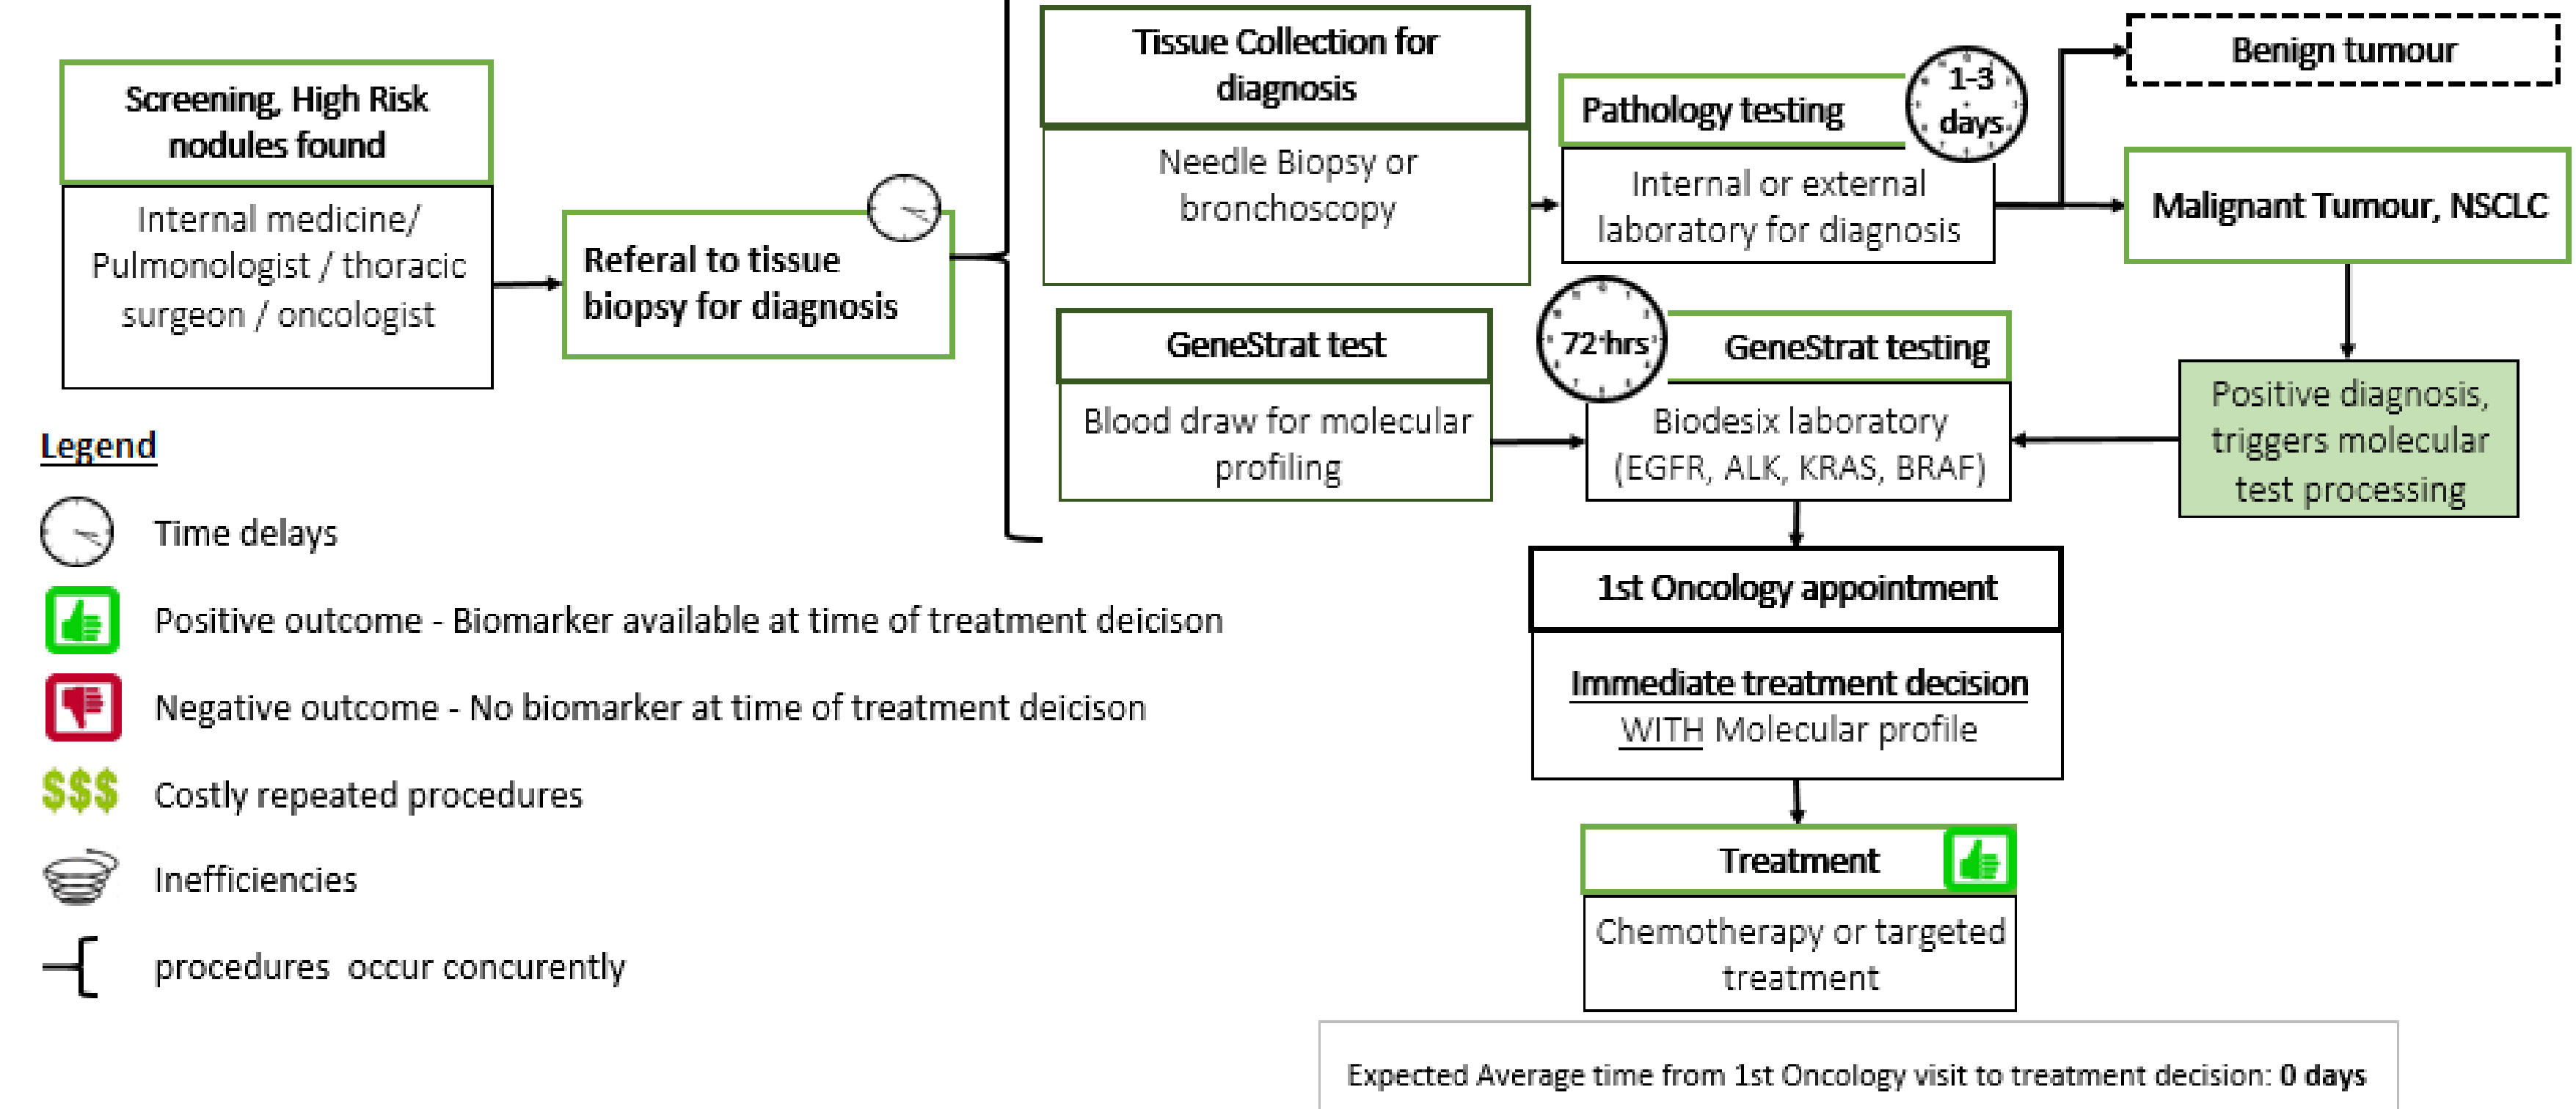 Screening, High Risk
nodules found
Internal medicine/
Pulmonologist / thoracic
surgeon / oncologist
Referal to tissue
biopsy for diagnosis
Tissue Collection for
diagnosis
Needle Biopsy or
bronchoscopy
Pathology testing
1-3
days
Internal or external
laboratory for diagnosis
Benign tumour
Malignant Tumour, NSCLC
GeneStrat test
Blood draw for molecular
profiling
72 hrs
GeneStrat testing
Biodesix laboratory
(EGFR, ALK, KRAS, BRAF)
Positive diagnosis,
triggers molecular
test processing
1st Oncology appointment
Immediate treatment decision
WITH Molecular profile
Treatment
Chemotherapy or targeted
treatment
Expected Average time from 1st Oncology visit to treatment decision: 0 days
Legend
Time delays
Positive outcome - Biomarker available at time of treatment deicison
Negative outcome - No biomarker at time of treatment deicison
$$$ Costly repeated procedures
Inefficiencies
procedures occur concurently